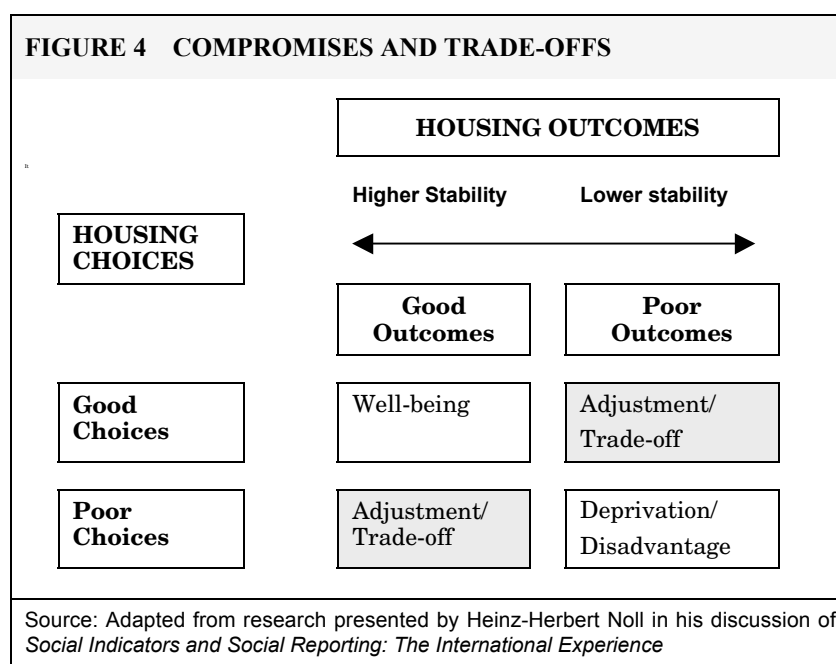 FIGURE 4 COMPROMISES AND TRADE-OFFS
HOUSING OUTCOMES
h
Higher Stability Lower stability
HOUSING
CHOICES
Good
Outcomes
Poor
Outcomes
Good
Choices
Well-being
Adjustment/
Trade-off
Poor
Choices
Adjustment/
Trade-off
Deprivation/
Disadvantage
Source: Adapted from research presented by Heinz-Herbert Noll in his discussion of
Social Indicators and Social Reporting: The International Experience